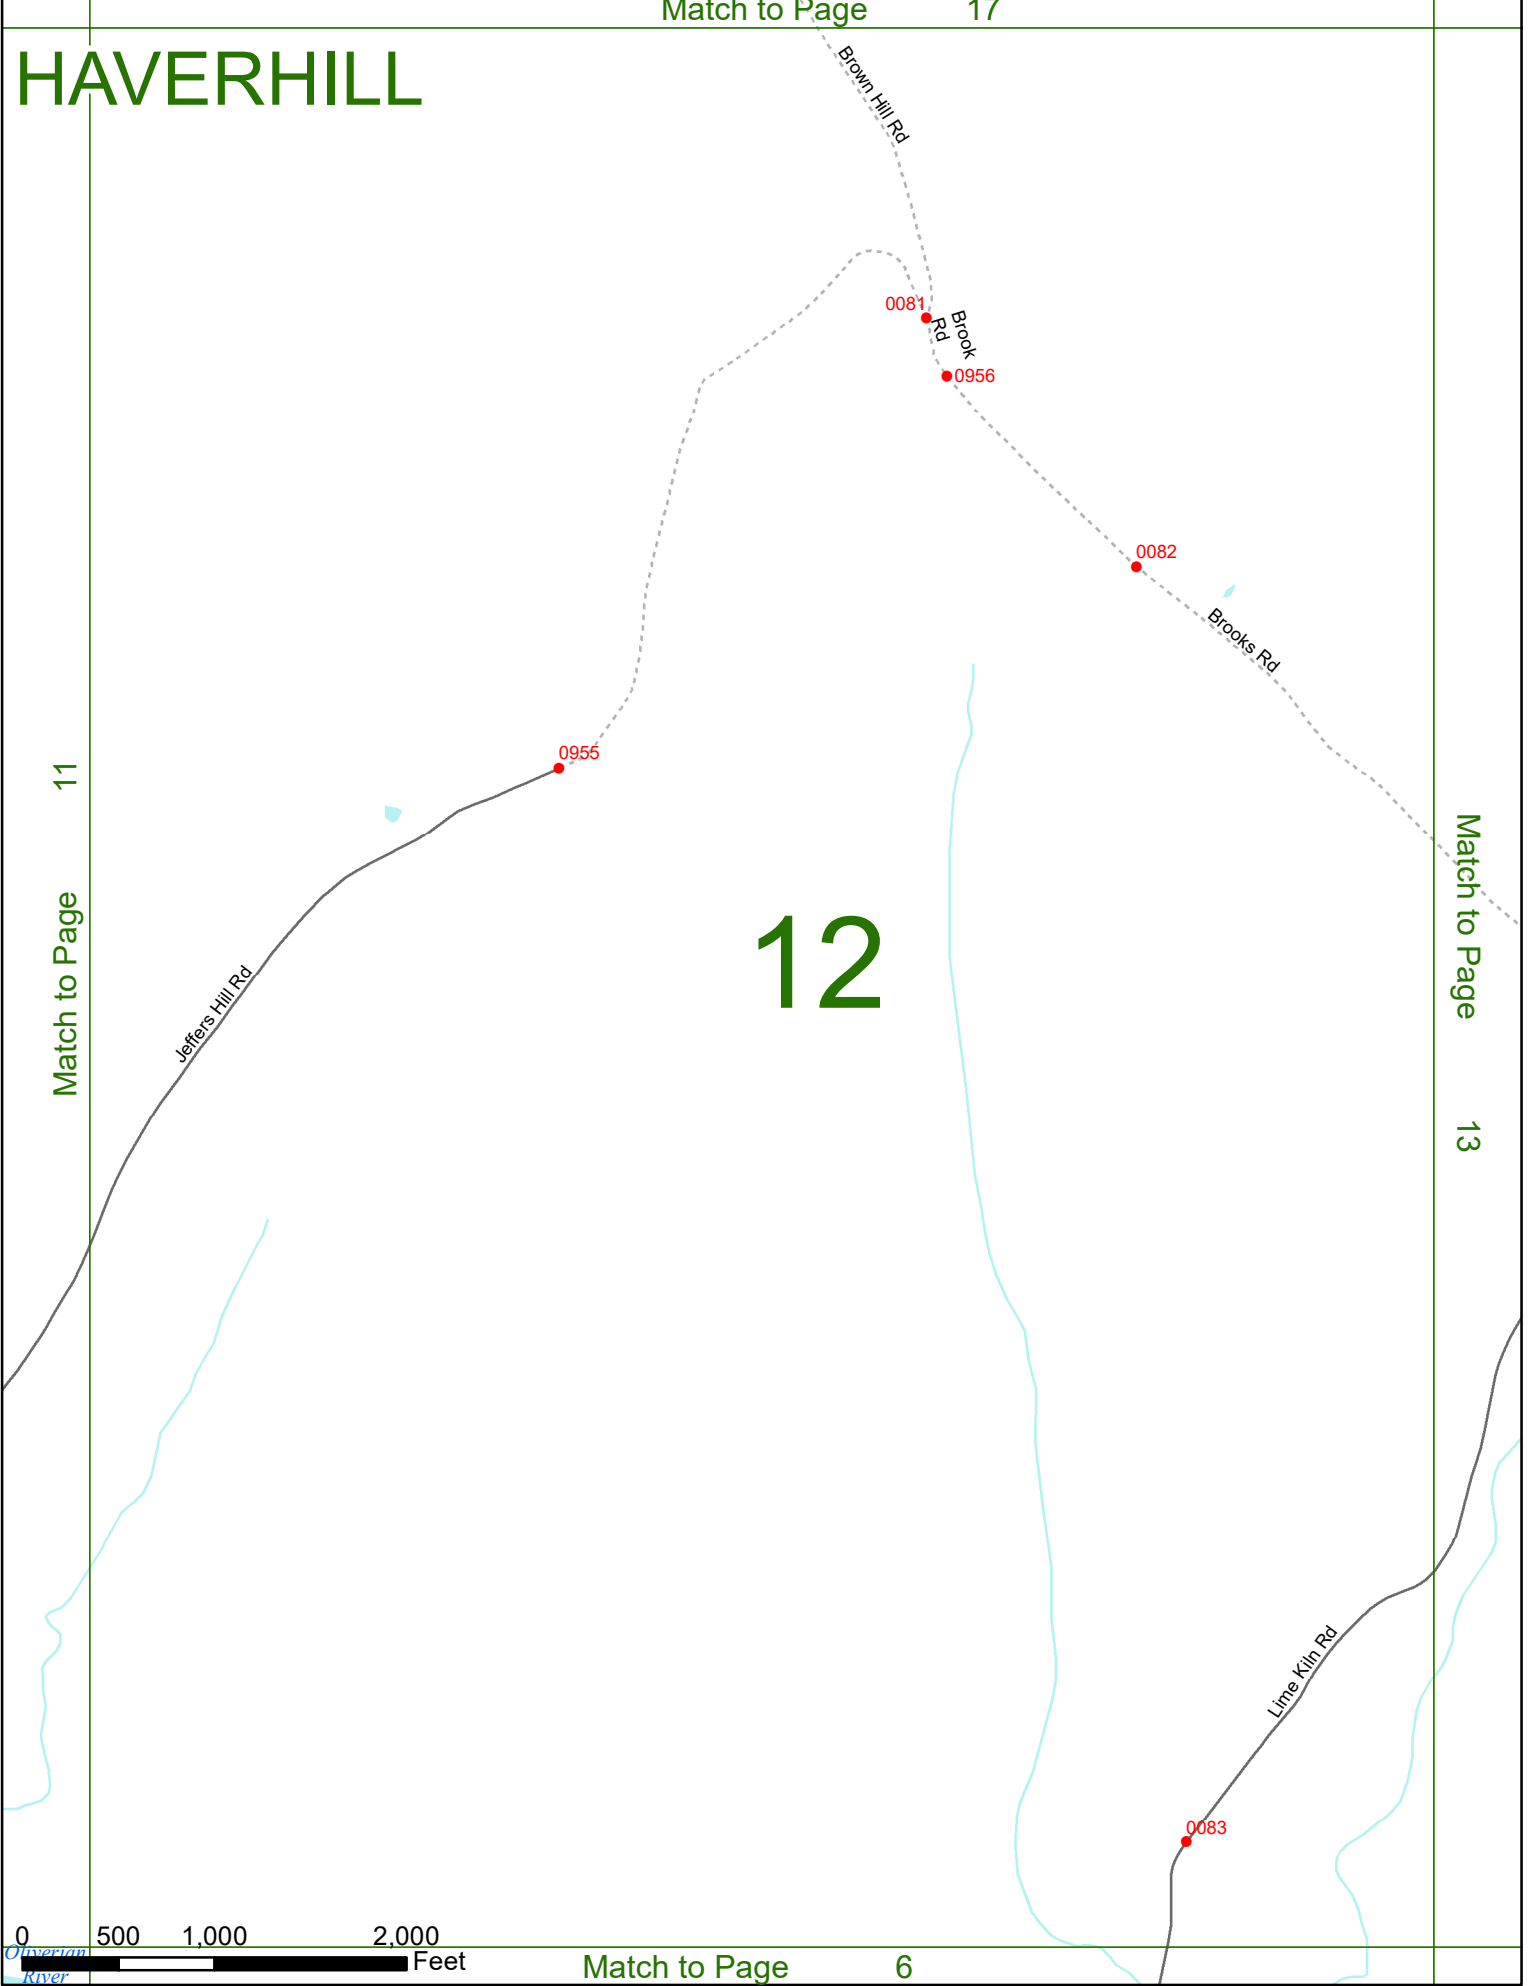 Match to Page 17
HAVERHILL
Brown Hill Rd
0081
Brook
Rd
0956
0082
Brooks Rd
0955
Match to Page 11
Match to Page 13
12
Jeffers Hill Rd
Lime Kiln Rd
0083
0 500 1,000 2,000
Feet
Oliverian
River
Match to Page 6